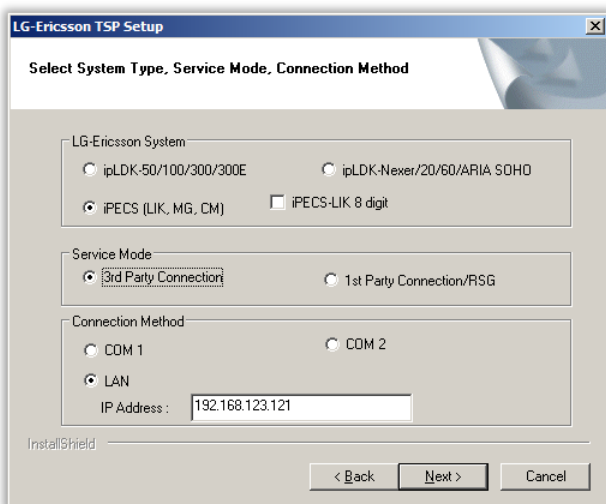 LG-Ericsson TSP Setup
Select System Type, Service Mode, Connection Method
LG-Ericsson System
ipLDK-50/100/300/300E
ipLDK-Nexer/20/60/ARIA SOHO
iPECS (LIK, MG, CM)
iPECS-LIK 8 digit
Service Mode
3rd Party Connection
1st Party Connection/RSG
Connection Method
COM 1
COM 2
LAN
IP Address :
192.168.123.121
InstallShield
< Back
Next >
Cancel